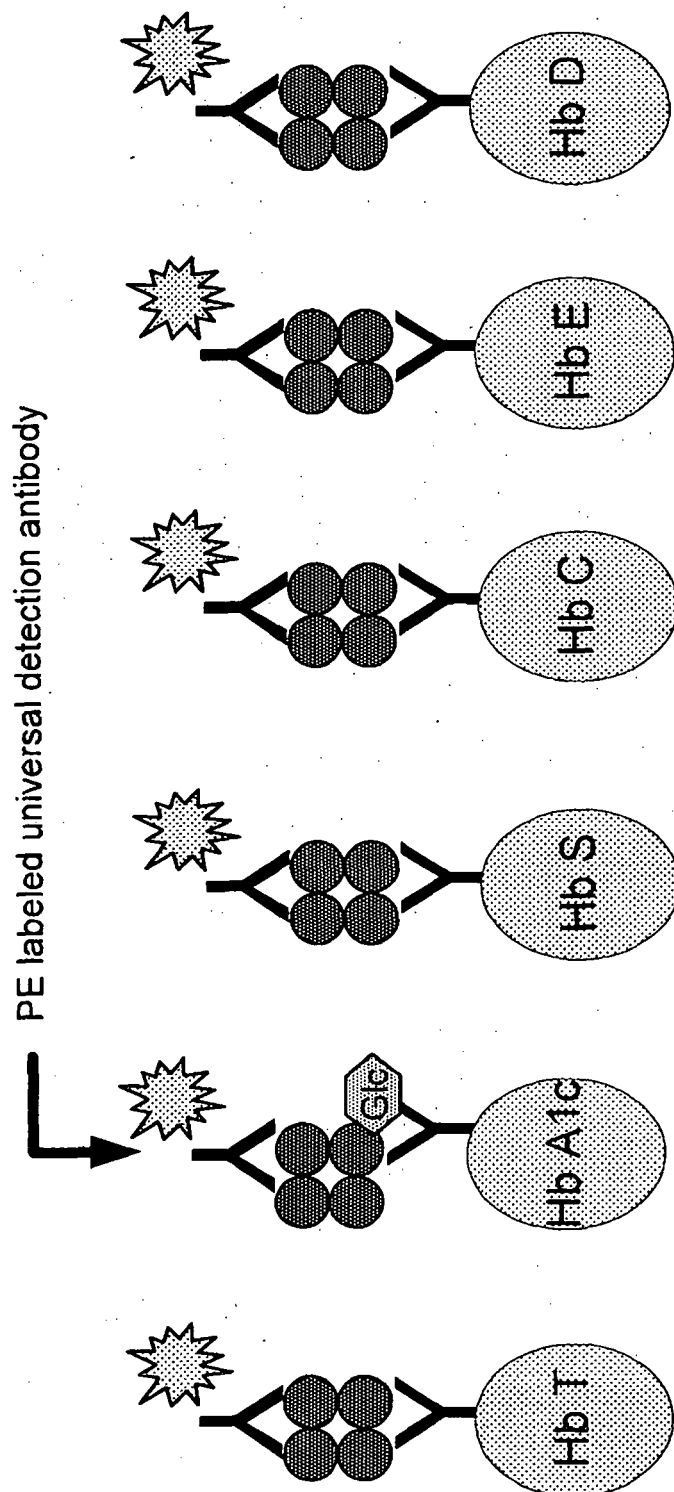 PE labeled universal detection antibody
Glc
Hb T
Hb A1c
Hb S
Hb C
Hb E
Hb D